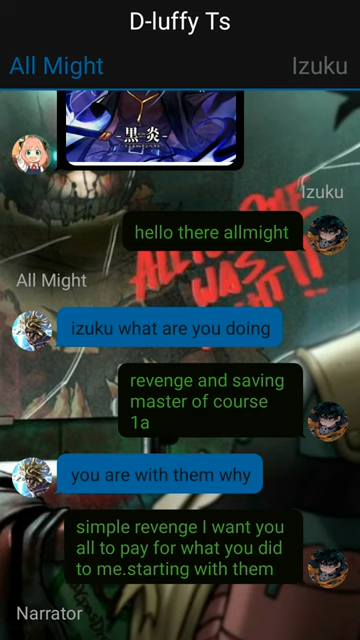 D-luffy Ts
All Might
Izuku
-黒炎-
Izuku
hello there allmight
All Might
izuku what are you doing
revenge and saving
master of course
1a
you are with them why
simple revenge I want you
all to pay for what you did
to me.starting with them
Narrator